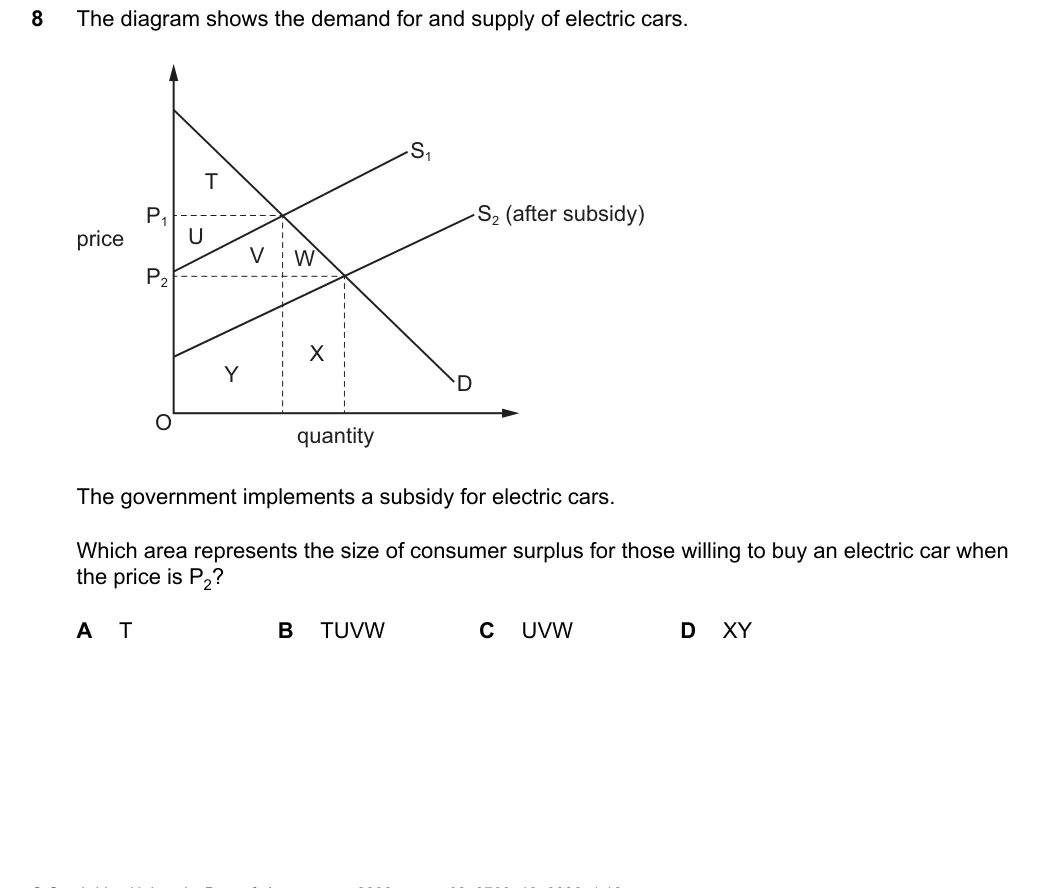 8 The diagram shows the demand for and supply of electric cars.
S1
T
S2 (after subsidy)
P1
price
U
V
W
P2
X
Y
D
O
quantity
The government implements a subsidy for electric cars.
Which area represents the size of consumer surplus for those willing to buy an electric car when
the price is P2?
A T B TUVW C UVW D XY